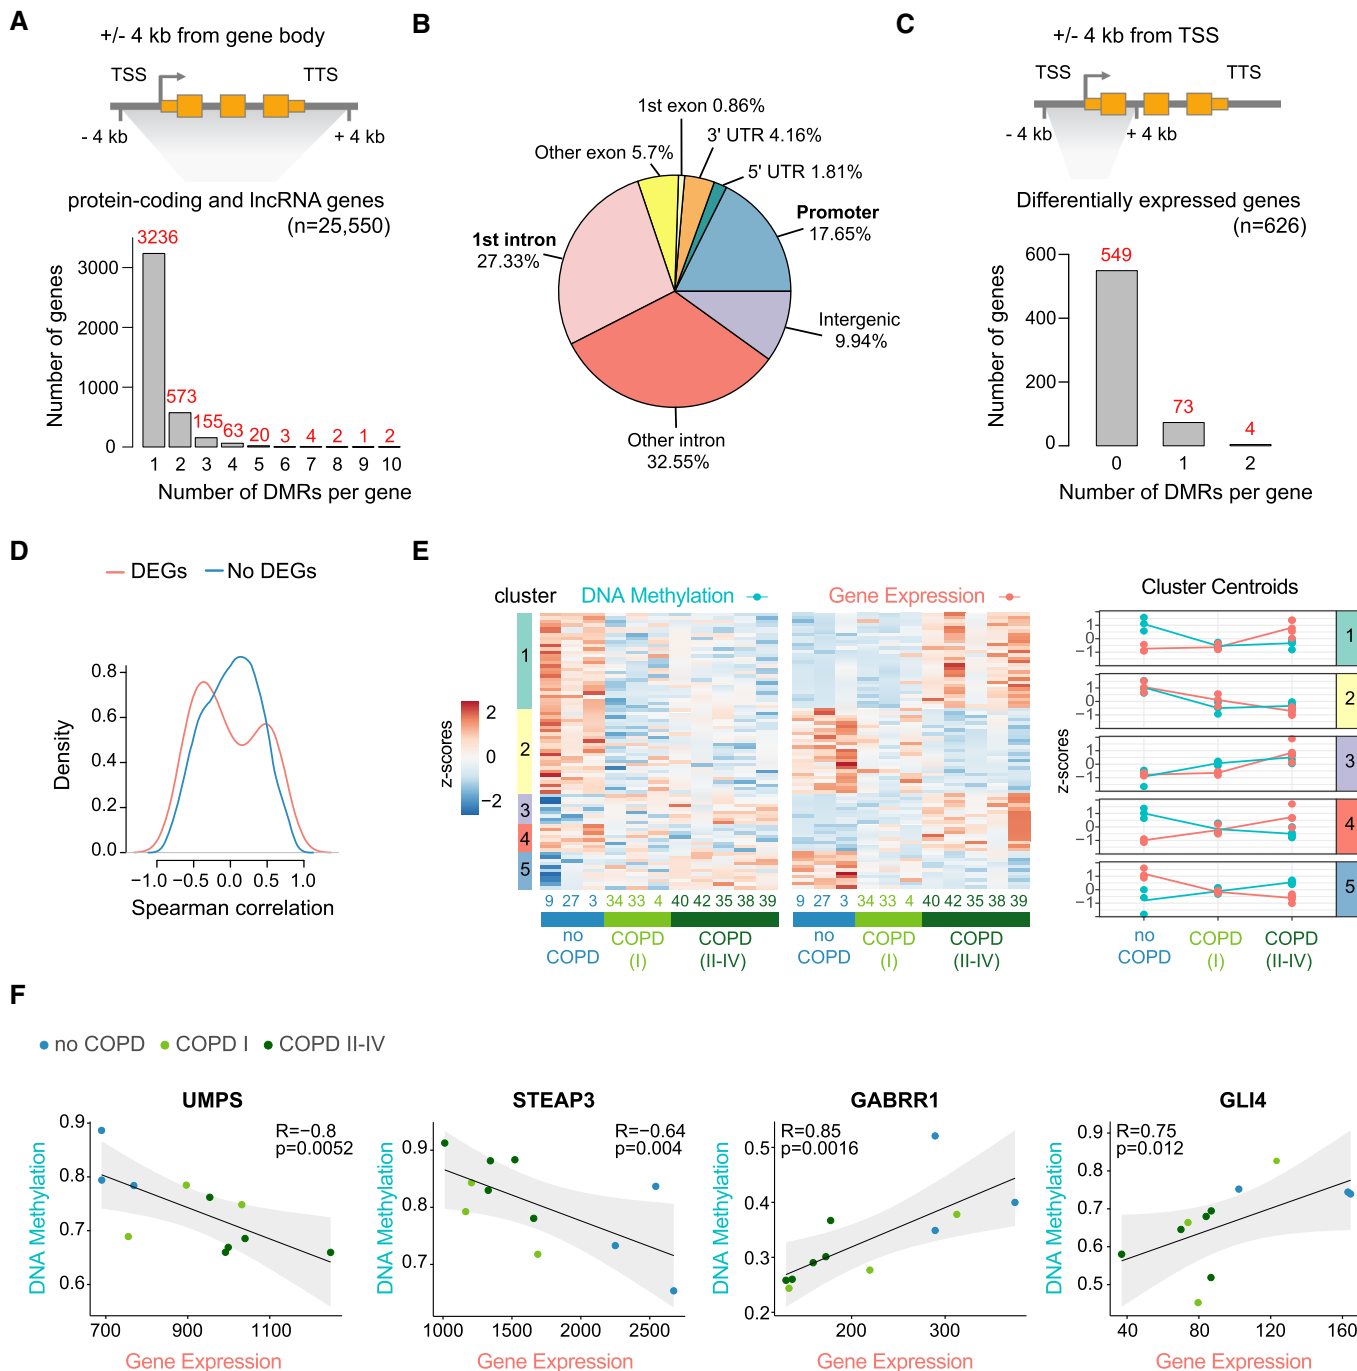 A
+/- 4 kb from gene body
TSS
TTS
- 4 kb
+ 4 kb
protein-coding and lncRNA genes
(n=25,550)
3236
573
155
63
20
3
4
2
1
2
Number of genes
3000
2000
1000
0
1 2 3 4 5 6 7 8 9 10
Number of DMRs per gene
B
1st exon 0.86%
3' UTR 4.16%
Other exon 5.7%
5' UTR 1.81%
Promoter
17.65%
1st intron
27.33%
Intergenic
9.94%
Other intron
32.55%
C
+/- 4 kb from TSS
TSS
TTS
- 4 kb
+ 4 kb
Differentially expressed genes
(n=626)
Number of genes
600
400
200
0
549
73
4
0 1 2
Number of DMRs per gene
D
DEGs
No DEGs
Density
0.8
0.6
0.4
0.2
0.0
−1.0 −0.5 0.0 0.5 1.0
Spearman correlation
E
cluster
DNA Methylation
Gene Expression
Cluster Centroids
z-scores
2
0
−2
1
2
3
4
5
9 27 3 34 33 4 40 42 35 38 39
no
COPD
COPD
(I)
COPD
(II-IV)
9 27 3 34 33 4 40 42 35 38 39
no
COPD
COPD
(I)
COPD
(II-IV)
z-scores
1
0
−1
1
1
0
−1
2
1
0
−1
3
1
0
−1
4
1
0
−1
5
no
COPD
COPD
(I)
COPD
(II-IV)
F
no COPD
COPD I
COPD II-IV
UMPS
R=−0.8
p=0.0052
DNA Methylation
0.9
0.8
0.7
0.6
700 900 1100
Gene Expression
STEAP3
R=−0.64
p=0.004
DNA Methylation
0.9
0.8
0.7
1000 1500 2000 2500
Gene Expression
GABRR1
R=0.85
p=0.0016
DNA Methylation
0.5
0.4
0.3
0.2
200 300
Gene Expression
GLI4
R=0.75
p=0.012
DNA Methylation
0.9
0.8
0.7
0.6
0.5
40 80 120 160
Gene Expression